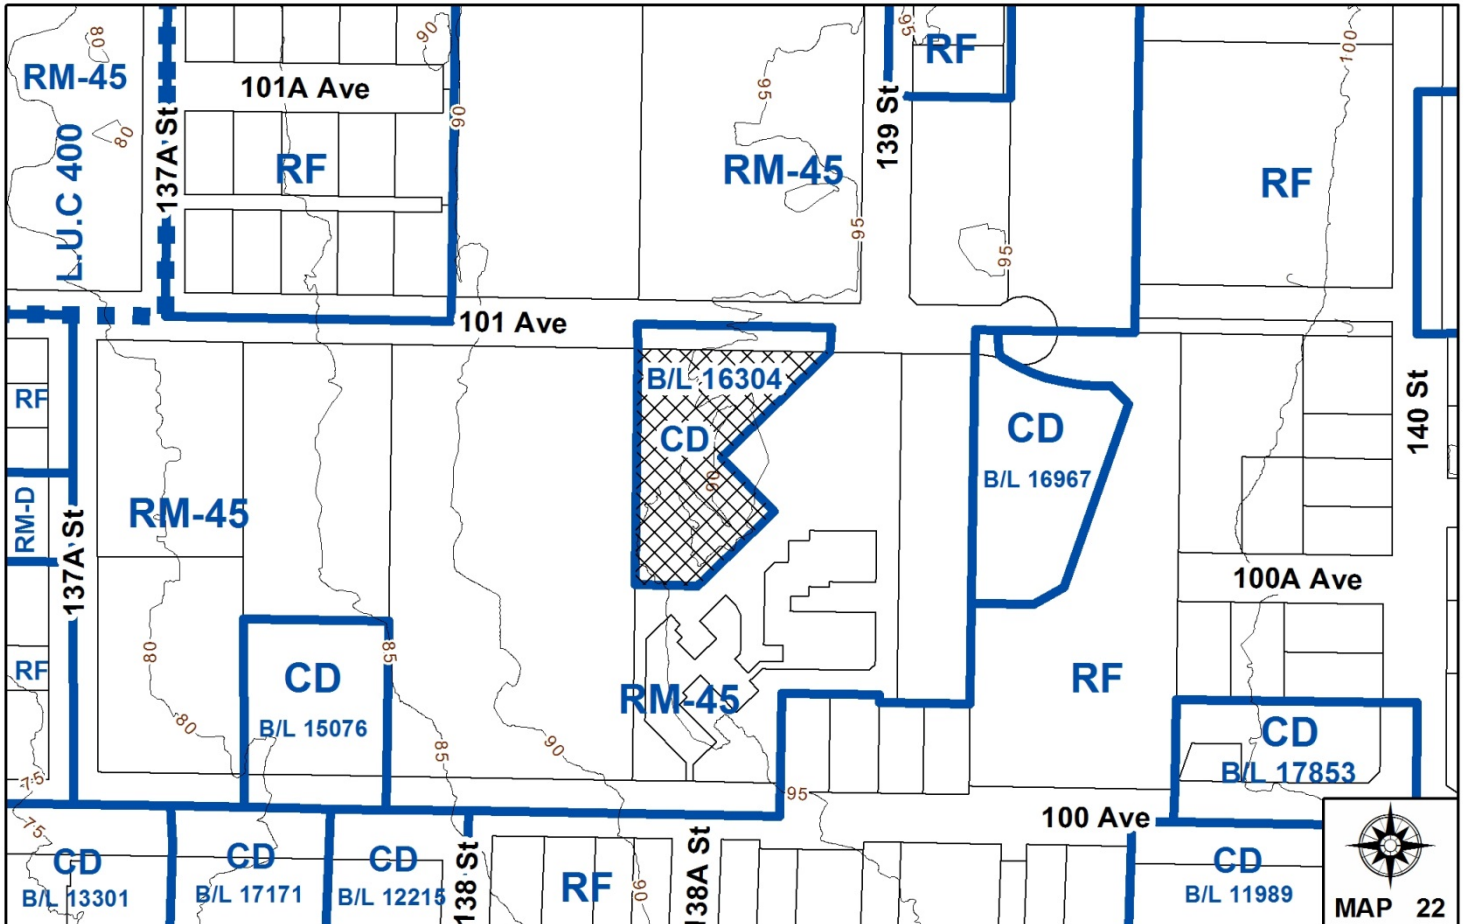 80
90
95
RF
100
RM-45
101A Ave
95
80
137A St
90
139 St
RF
RM-45
RF
L.U.C 400
95
95
101 Ave
B/L 16304
RF
CD
CD
140 St
B/L 16967
90
RM-D
RM-45
137A St
100A Ave
80
85
RF
CD
RM-45
RF
80
B/L 15076
CD
85
90
B/L 17853
75
95
100 Ave
75
CD
CD
CD
138 St
RF
90
138A St
CD
B/L 13301
B/L 17171
B/L 12215
B/L 11989
MAP 22